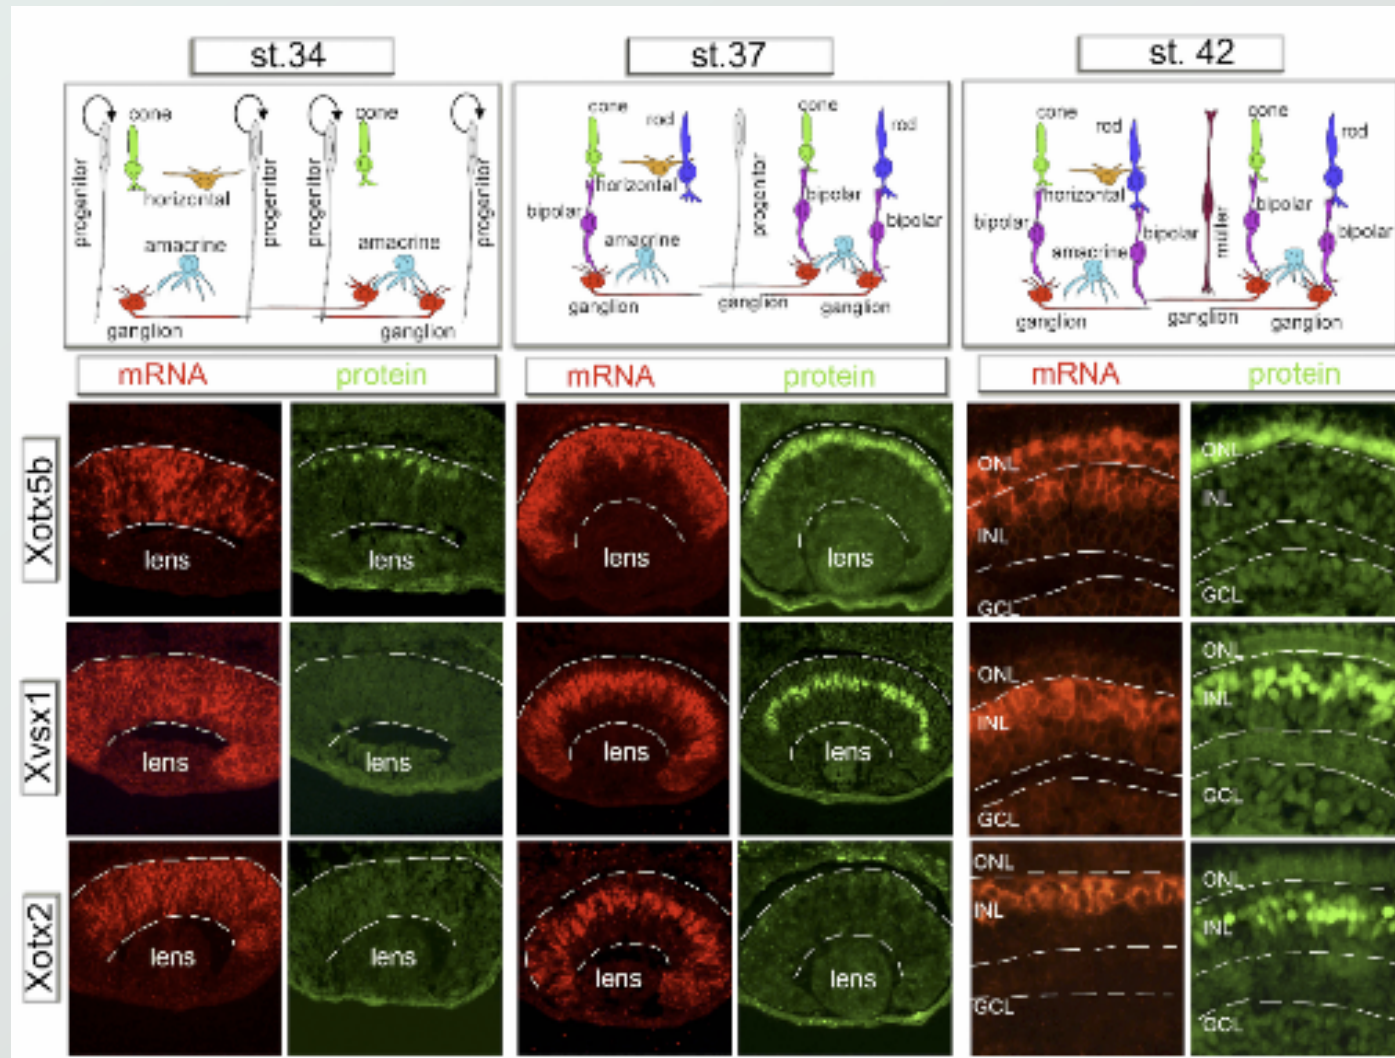 st.34
st.37
st. 42
cone
cone
progenitor
progenitor
progenitor
progenitor
horizontal
amacrine
amacrine
ganglion
ganglion
cone
rod
cone
rod
horizontal
bipolar
amacrine
progenitor
bipolar
bipolar
ganglion
ganglion
ganglion
cone
rod
cone
rod
horizontal
bipolar
amacrine
bipolar
müller
bipolar
bipolar
ganglion
ganglion
ganglion
mRNA
protein
mRNA
protein
mRNA
protein
Xotx5b
lens
lens
lens
lens
ONL
INL
GCL
ONL
INL
GCL
Xvsx1
lens
lens
lens
lens
ONL
INL
GCL
ONL
INL
GCL
Xotx2
lens
lens
lens
lens
ONL
INL
GCL
ONL
INL
GCL